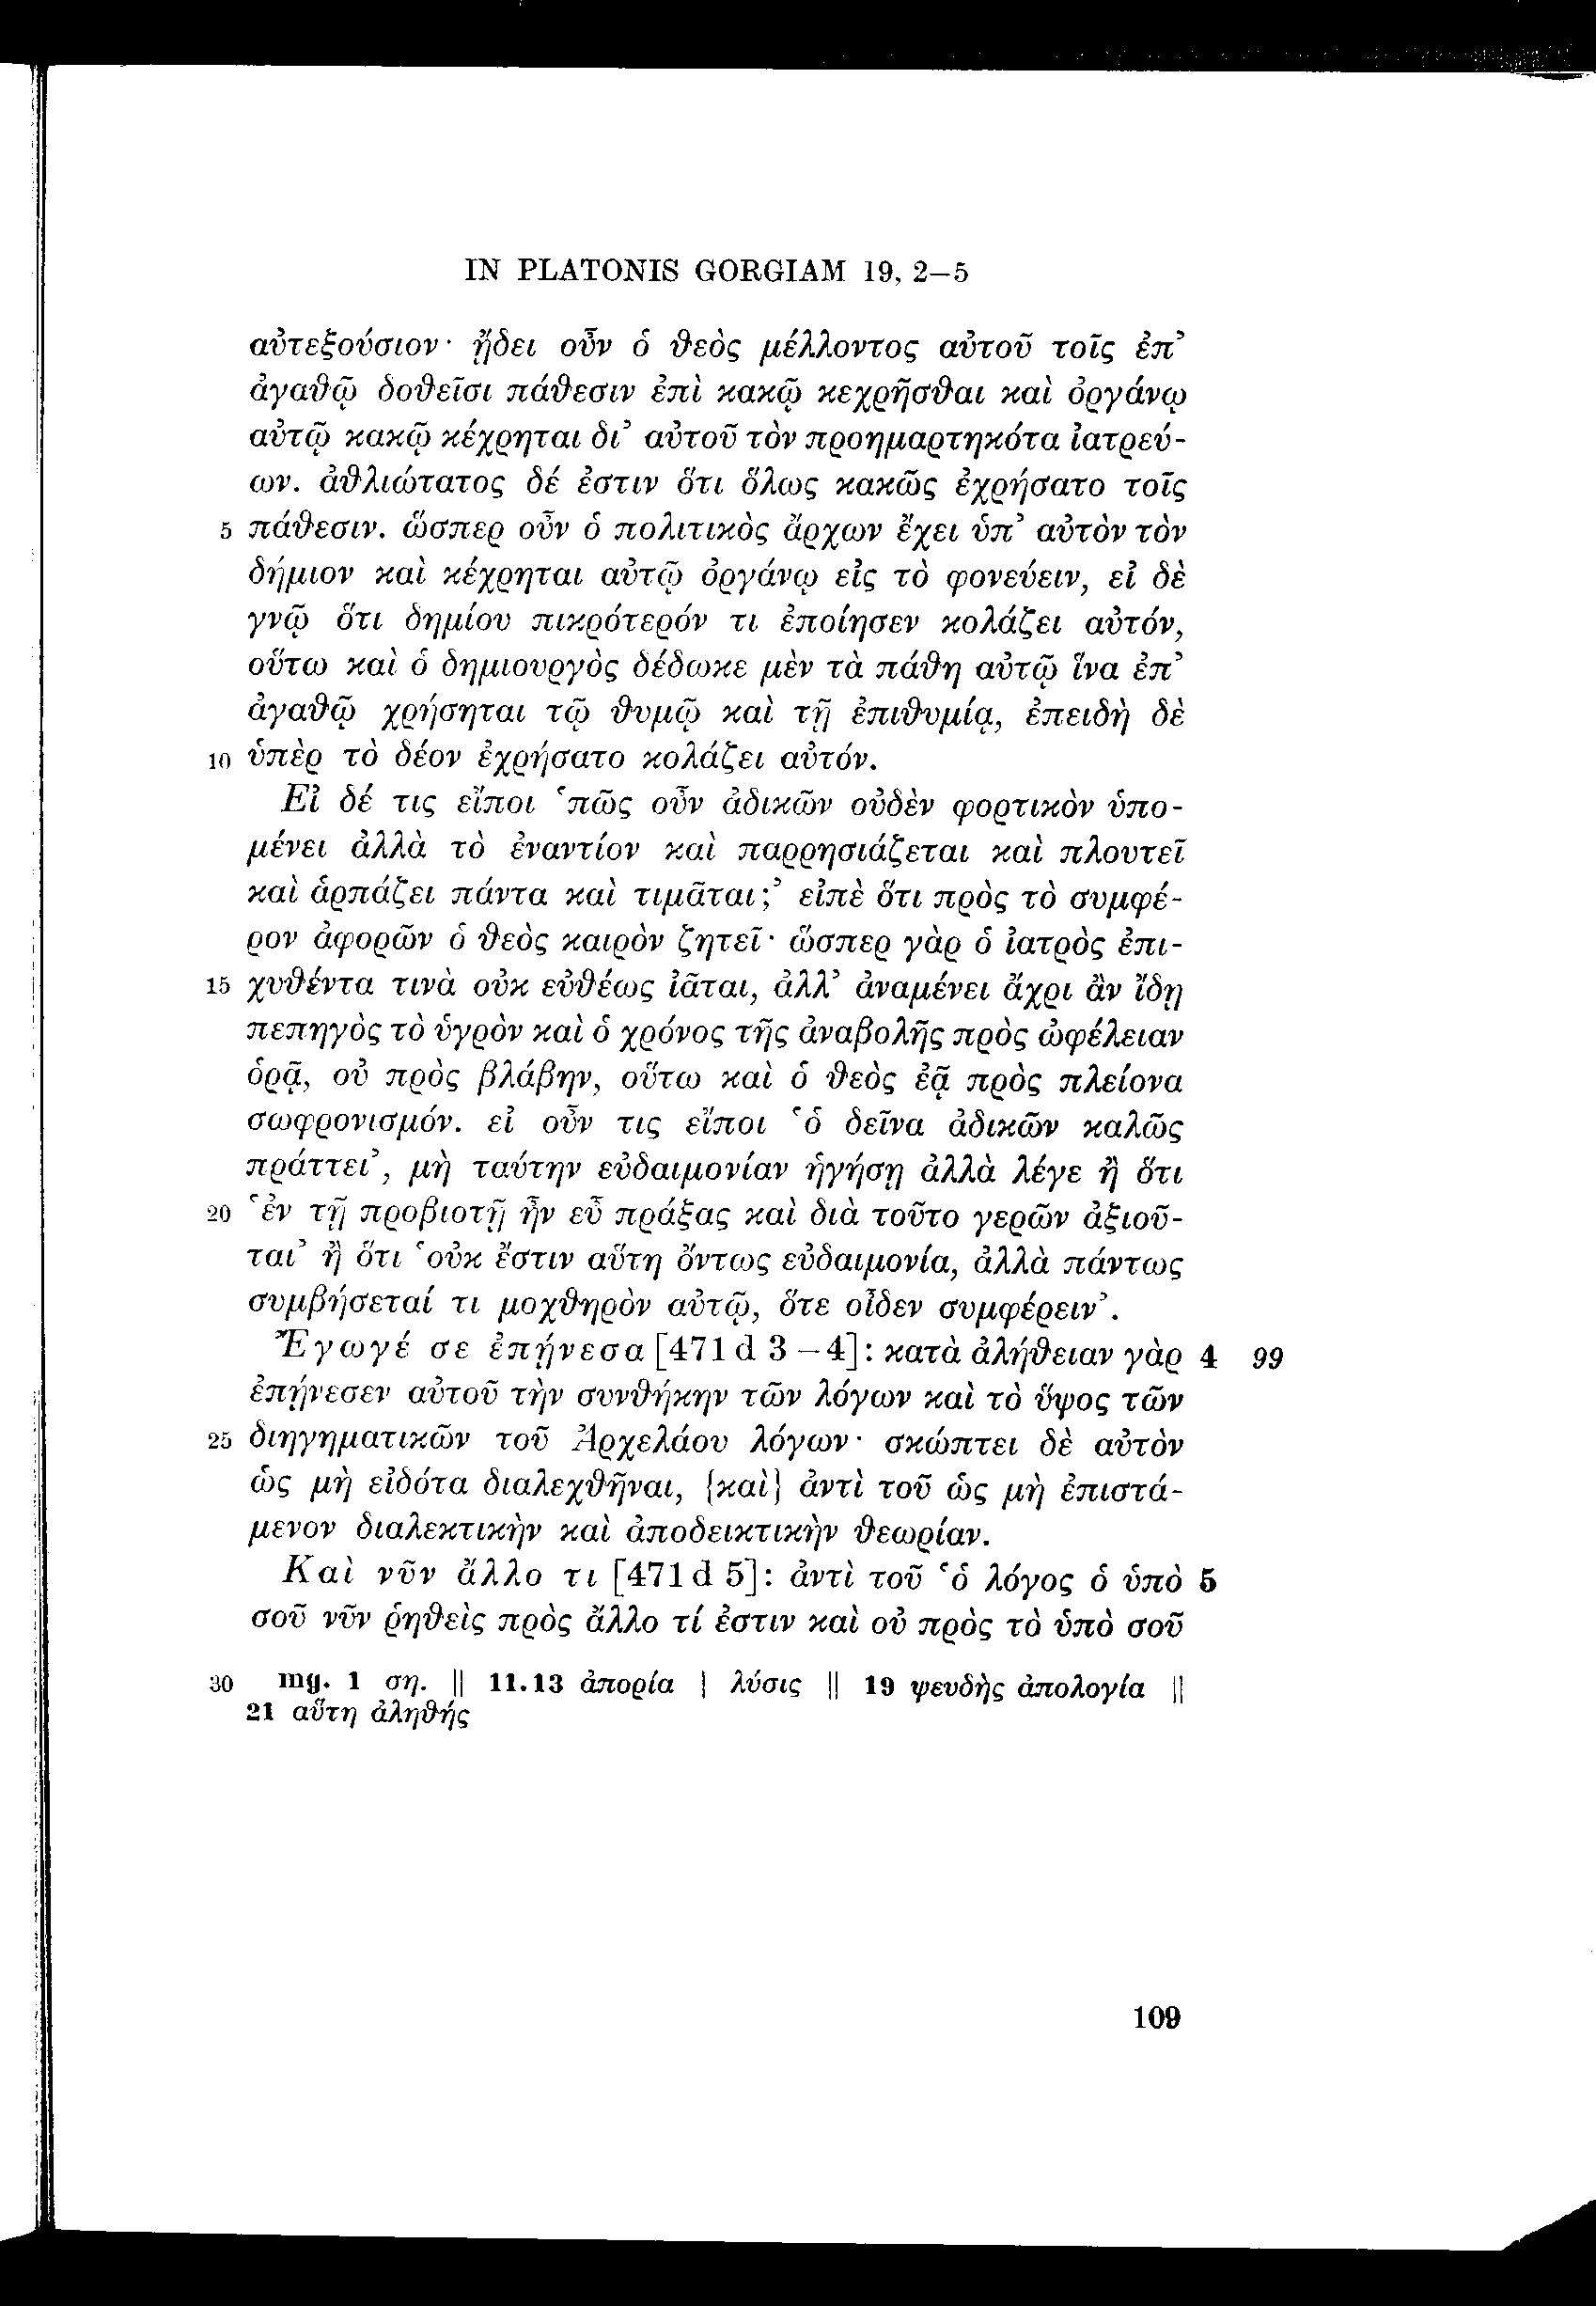 IN PLATONIS GORGIAM 19, 2–5
αὐτεξούσιον· ᾔδει οὖν ὁ θεὸς μέλλοντος αὐτοῦ τοῖς ἐπ’
ἀγαθῷ δοθεῖσι πάθεσιν ἐπὶ κακῷ κεχρῆσθαι καὶ ὀργάνῳ
αὐτῷ κακῷ κέχρηται δι’ αὐτοῦ τὸν προημαρτηκότα ἰατρεύ-
ων. ἀθλιώτατος δέ ἐστιν ὅτι ὅλως κακῶς ἐχρήσατο τοῖς
5 πάθεσιν. ὥσπερ οὖν ὁ πολιτικὸς ἄρχων ἔχει ὑπ’ αὐτὸν τὸν
δήμιον καὶ κέχρηται αὐτῷ ὀργάνῳ εἰς τὸ φονεύειν, εἰ δὲ
γνῷ ὅτι δημίου πικρότερόν τι ἐποίησεν κολάζει αὐτόν,
οὕτω καὶ ὁ δημιουργὸς δέδωκε μὲν τὰ πάθη αὐτῷ ἵνα ἐπ’
ἀγαθῷ χρήσηται τῷ θυμῷ καὶ τῇ ἐπιθυμίᾳ, ἐπειδὴ δὲ
10 ὑπὲρ τὸ δέον ἐχρήσατο κολάζει αὐτόν.
Εἰ δέ τις εἴποι ‘πῶς οὖν ἀδικῶν οὐδὲν φορτικὸν ὑπο-
μένει ἀλλὰ τὸ ἐναντίον καὶ παρρησιάζεται καὶ πλουτεῖ
καὶ ἁρπάζει πάντα καὶ τιμᾶται;’ εἰπὲ ὅτι πρὸς τὸ συμφέ-
ρον ἀφορῶν ὁ θεὸς καιρὸν ζητεῖ· ὥσπερ γὰρ ὁ ἰατρὸς ἐπι-
15 χυθέντα τινὰ οὐκ εὐθέως ἰᾶται, ἀλλ’ ἀναμένει ἄχρι ἂν ἴδῃ
πεπηγὸς τὸ ὑγρὸν καὶ ὁ χρόνος τῆς ἀναβολῆς πρὸς ὠφέλειαν
ὁρᾷ, οὐ πρὸς βλάβην, οὕτω καὶ ὁ θεὸς ἐᾷ πρὸς πλείονα
σωφρονισμόν. εἰ οὖν τις εἴποι ‘ὁ δεῖνα ἀδικῶν καλῶς
πράττει’, μὴ ταύτην εὐδαιμονίαν ἡγήσῃ ἀλλὰ λέγε ἢ ὅτι
20 ‘ἐν τῇ προβιοτῇ ἦν εὖ πράξας καὶ διὰ τοῦτο γερῶν ἀξιοῦ-
ται’ ἢ ὅτι ‘οὐκ ἔστιν αὕτη ὄντως εὐδαιμονία, ἀλλὰ πάντως
συμβήσεταί τι μοχθηρὸν αὐτῷ, ὅτε οἶδεν συμφέρειν’.
Ἔγωγέ σε ἐπῄνεσα [471 d 3 – 4]: κατὰ ἀλήθειαν γὰρ 4 99
ἐπῄνεσεν αὐτοῦ τὴν συνθήκην τῶν λόγων καὶ τὸ ὕψος τῶν
25 διηγηματικῶν τοῦ Ἀρχελάου λόγων· σκώπτει δὲ αὐτὸν
ὡς μὴ εἰδότα διαλεχθῆναι, {καὶ} ἀντὶ τοῦ ὡς μὴ ἐπιστά-
μενον διαλεκτικὴν καὶ ἀποδεικτικὴν θεωρίαν.
Καὶ νῦν ἄλλο τι [471 d 5]: ἀντὶ τοῦ ‘ὁ λόγος ὁ ὑπὸ 5
σοῦ νῦν ῥηθεὶς πρὸς ἄλλο τί ἐστιν καὶ οὐ πρὸς τὸ ὑπὸ σοῦ
30 mg. 1 ση. || 11.13 ἀπορία | λύσις || 19 ψευδὴς ἀπολογία ||
21 αὕτη ἀληθής
109